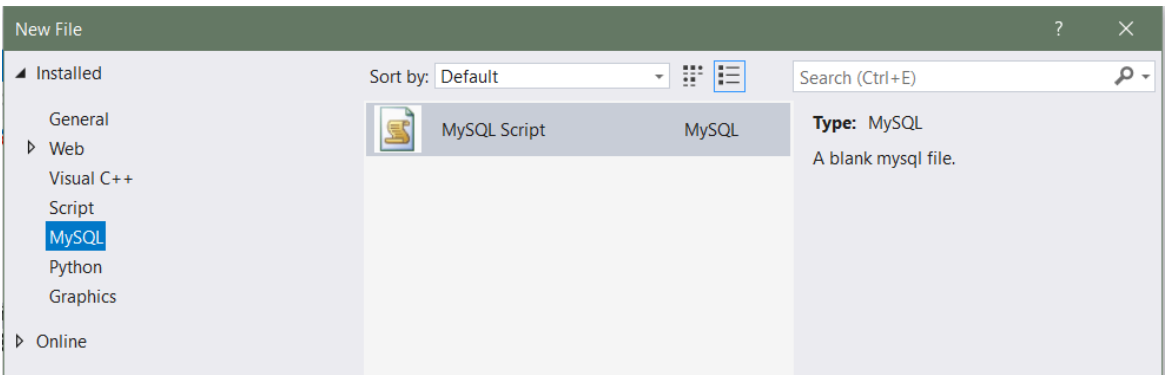 New File
?
Installed
General
Web
Visual C++
Script
MySQL
Python
Graphics
Online
Sort by: Default
Search (Ctrl+E)
MySQL Script MySQL
Type: MySQL
A blank mysql file.